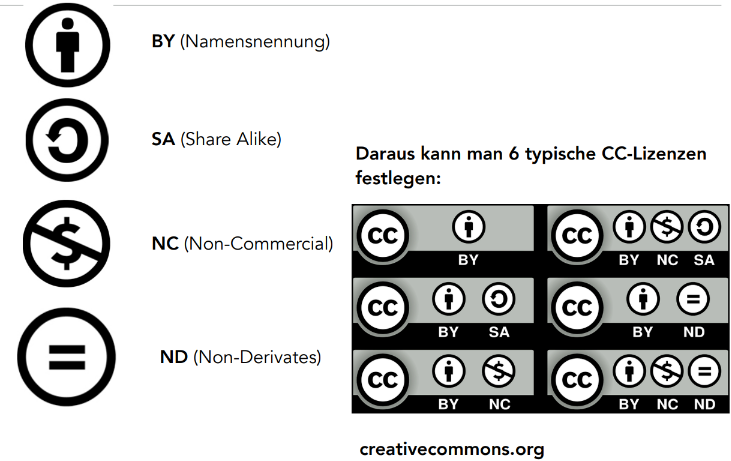 BY (Namensnennung)
SA (Share Alike)
NC (Non-Commercial)
ND (Non-Derivates)
Daraus kann man 6 typische CC-Lizenzen
festlegen:
CC BY
CC BY NC SA
CC BY SA
CC BY ND
CC BY NC
CC BY NC ND
creativecommons.org